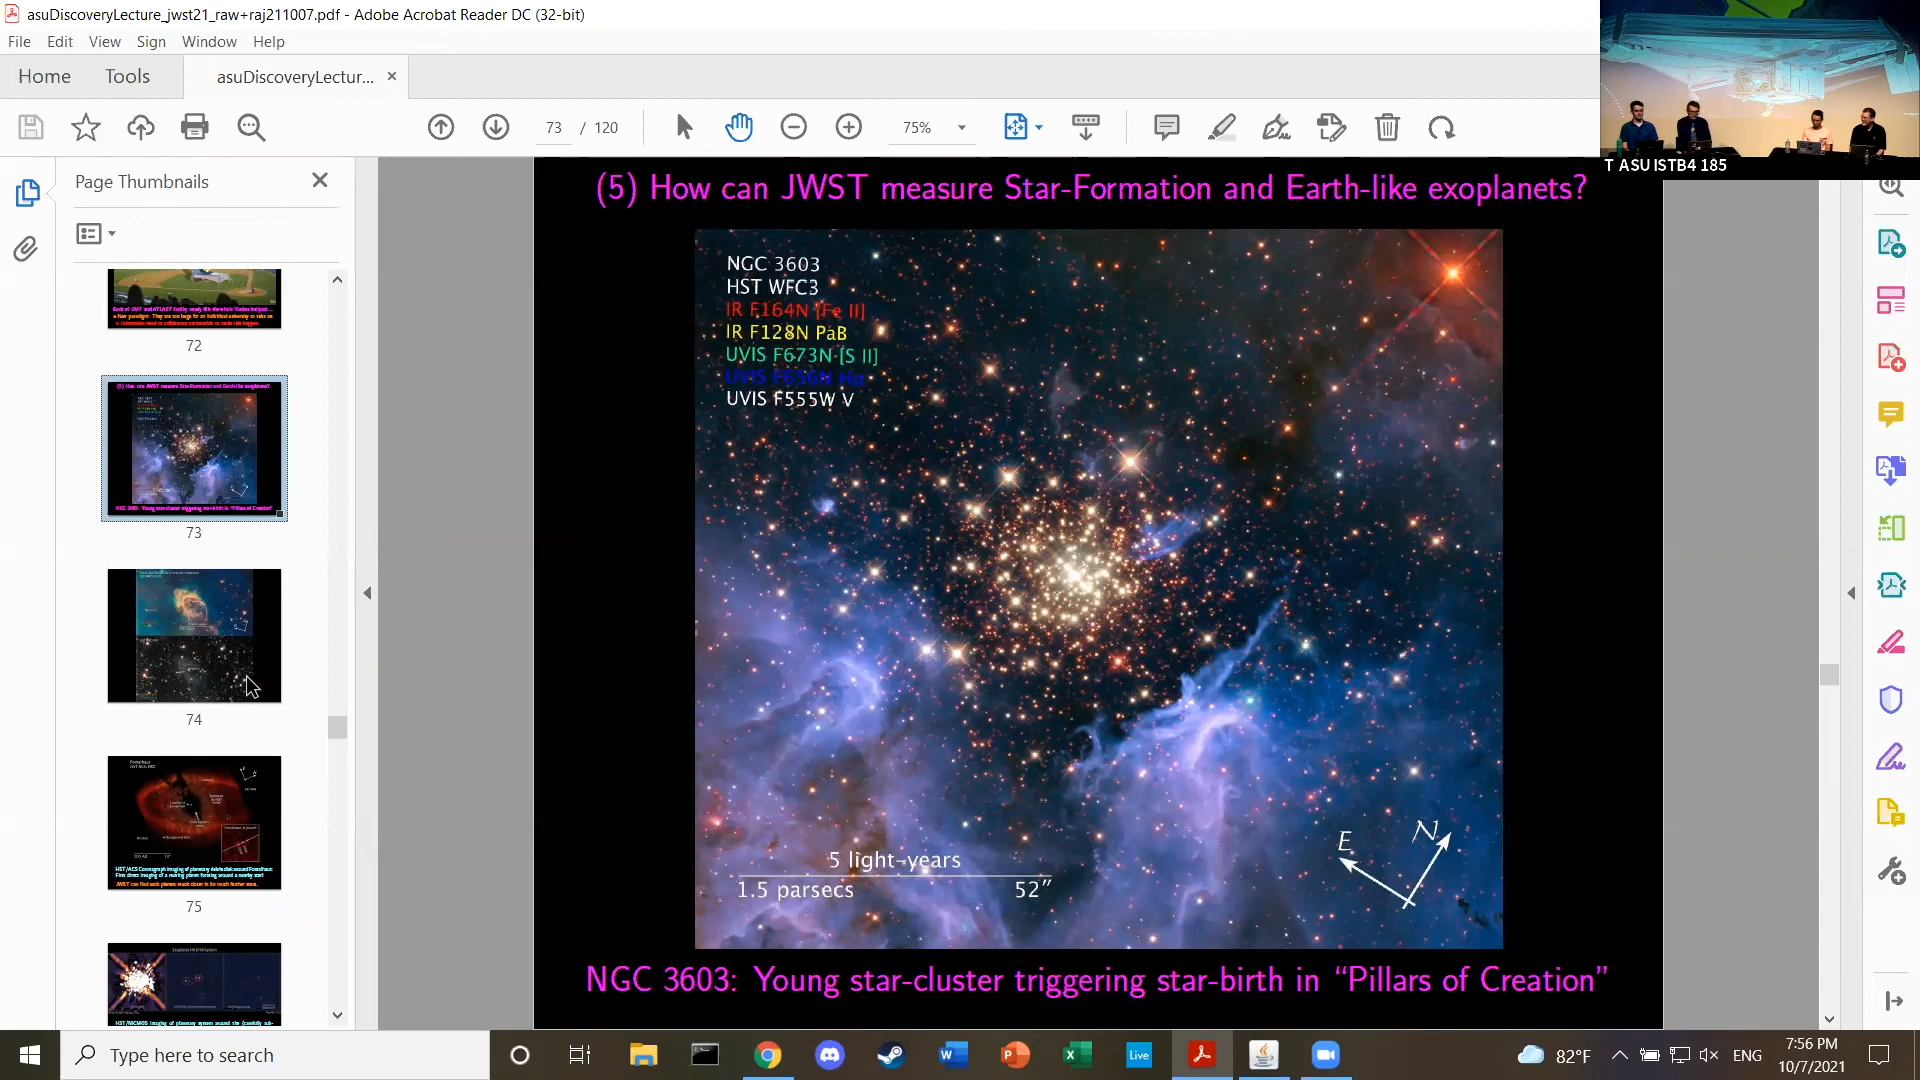 asuDiscoveryLecture_jwst21_raw+raj211007.pdf - Adobe Acrobat Reader DC (32-bit)
File Edit View Sign Window Help
Home Tools asuDiscoveryLectur... ×
73 / 120 75%
T ASU ISTB4 185
Page Thumbnails
72
73
74
75
(5) How can JWST measure Star-Formation and Earth-like exoplanets?
NGC 3603
HST WFC3
IR F164N [Fe II]
IR F128N PaB
UVIS F673N [S II]
UVIS F656N Hα
UVIS F555W V
5 light-years
1.5 parsecs 52″
E N
NGC 3603: Young star-cluster triggering star-birth in “Pillars of Creation”
Type here to search
Live
82°F ENG 7:56 PM
10/7/2021